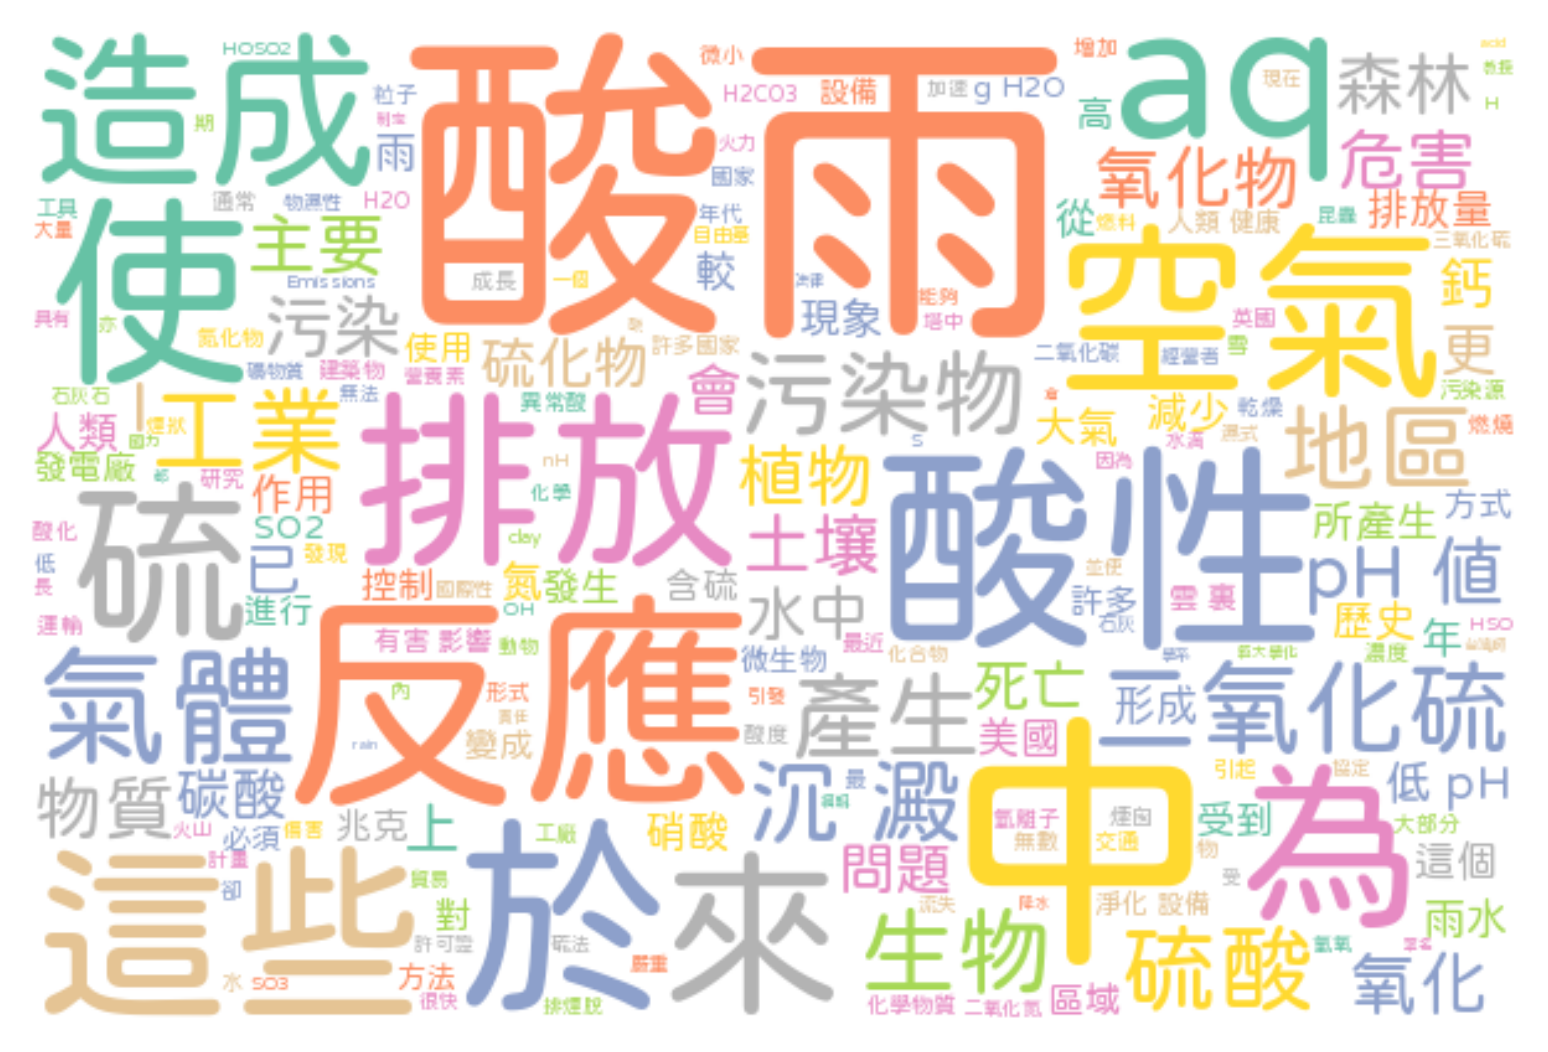 造成
HOSO2
酸雨
微小
增加
aq
森林
acid
現在
粒子
H2CO3
設備
加速
g H2O
高
H
期
雨
火力
氧化物
危害
通常
物濕性
H2O
國家
工具
年代
從
燃料
人類 健康
昆蟲
排放量
大量
使
主要
自由基
空氣
三氧化硫
Emissions
成長
一個
較
鈣
能夠
現象
塔中
英國
具有
亦
氮化物
污染
使用
硫化物
許多國家
二氧化碳
經營者
雪
更
礦物質
建築物
營養素
無法
會
污染物
污染源
石灰石
工業
排放
異常酸
大氣
減少
乾燥
地區
燃燒
人類
發電廠
研究
nH
植物
S
水滴
濕式
因為
酸性
硫
作用
化學
方式
所產生
酸化
SO2
clay
土壤
發現
低
已
控制
國際性
氮
發生
含硫
並使
pH
值
長
進行
OH
水中
許多
石灰
雲 裏
歷史
運輸
反應
有害 影響
動物
最近
化合物
年
HSO
濃度
氣體
微生物
死亡
二氧化硫
內
形式
引發
產生
形成
責任
rain
變成
酸度
美國
中
物質
碳酸
沉 澱
最
引起
為
協定
低 pH
火山
必須
傷害
兆克
上
工廠
硝酸
氫離子
煙囪
受到
大部分
無數
交通
物
計畫
問題
這個
這些
卻
貿易
於
來
受
對
流失
降水
淨化 設備
雨水
許可證
硫法
生物
硫酸
氫氧
水
SO3
方法
嚴重
氧化
很快
排煙脫
化學物質
二氧化氮
區域